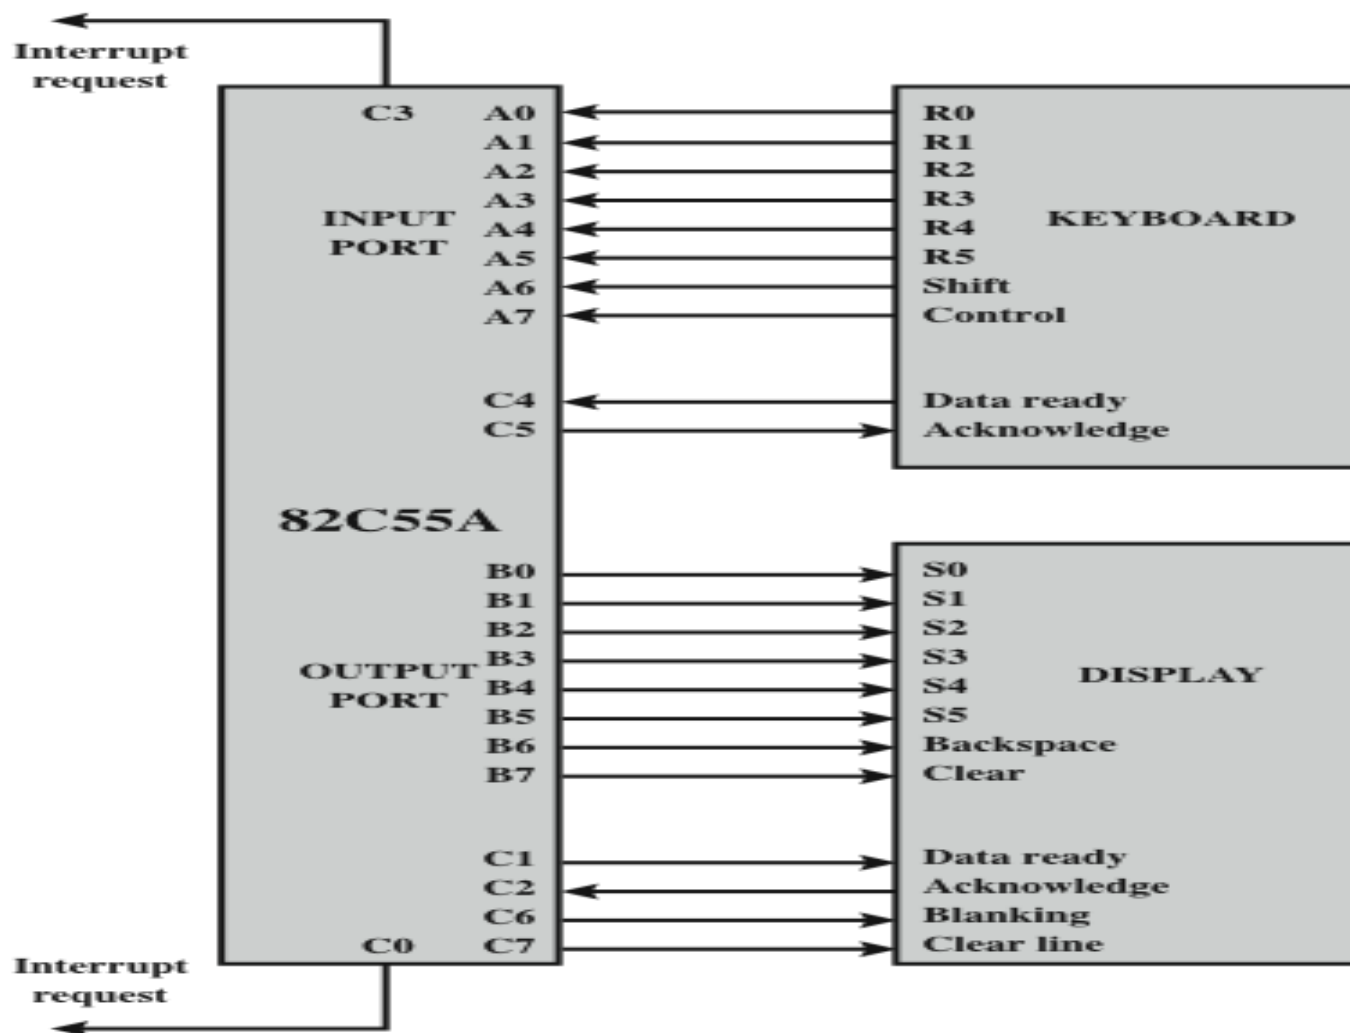 Interrupt
request
C3 A0 R0
A1 R1
A2 R2
A3 R3
INPUT
PORT
KEYBOARD
A4 R4
A5 R5
A6 Shift
A7 Control
C4 Data ready
C5 Acknowledge
82C55A
B0 S0
B1 S1
B2 S2
B3 S3
OUTPUT
PORT
DISPLAY
B4 S4
B5 S5
B6 Backspace
B7 Clear
C1 Data ready
C2 Acknowledge
C6 Blanking
C0 C7 Clear line
Interrupt
request